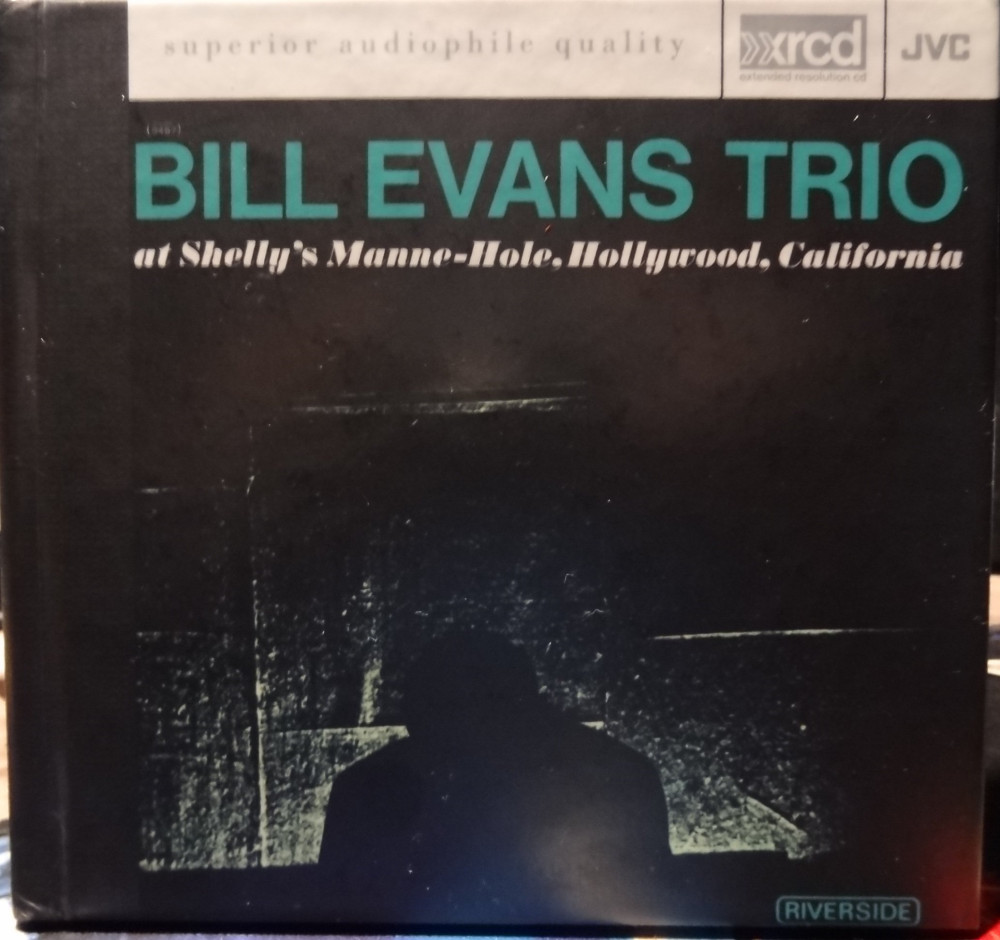 superior audiophile quality
xrcd
extended resolution cd
JVC
BILL EVANS TRIO
at Shelly's Manne-Hole, Hollywood, California
RIVERSIDE